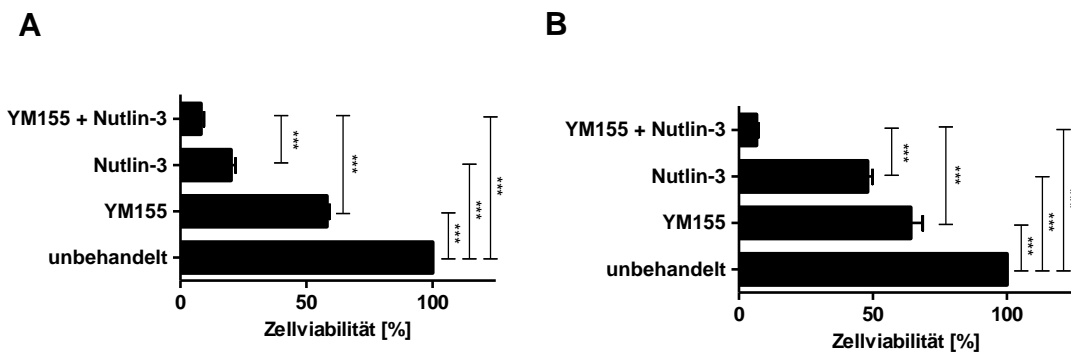 A
YM155 + Nutlin-3
Nutlin-3
YM155
unbehandelt
***
***
***
***
***
0
50
100
Zellviabilität [%]
B
YM155 + Nutlin-3
Nutlin-3
YM155
unbehandelt
***
***
***
***
0
50
100
Zellviabilität [%]